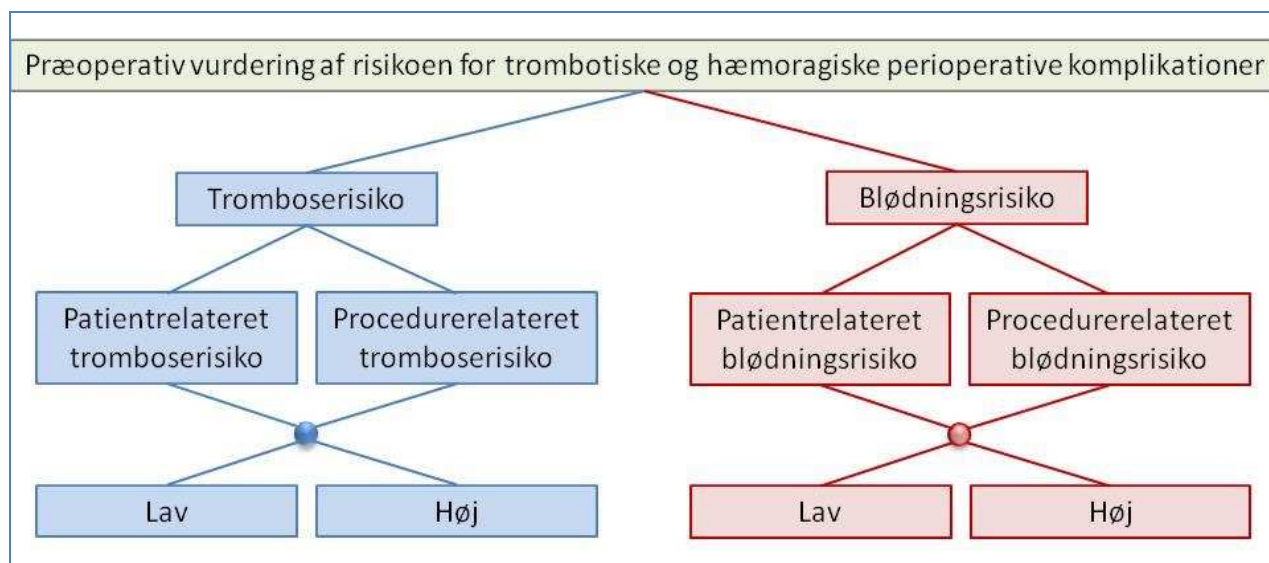 Præoperativ vurdering af risikoen for trombotiske og hæmoragiske perioperative komplikationer
Tromboserisiko
Blødningsrisiko
Patientrelateret
tromboserisiko
Procedurerelateret
tromboserisiko
Patientrelateret
blødningsrisiko
Procedurerelateret
blødningsrisiko
Lav
Høj
Lav
Høj